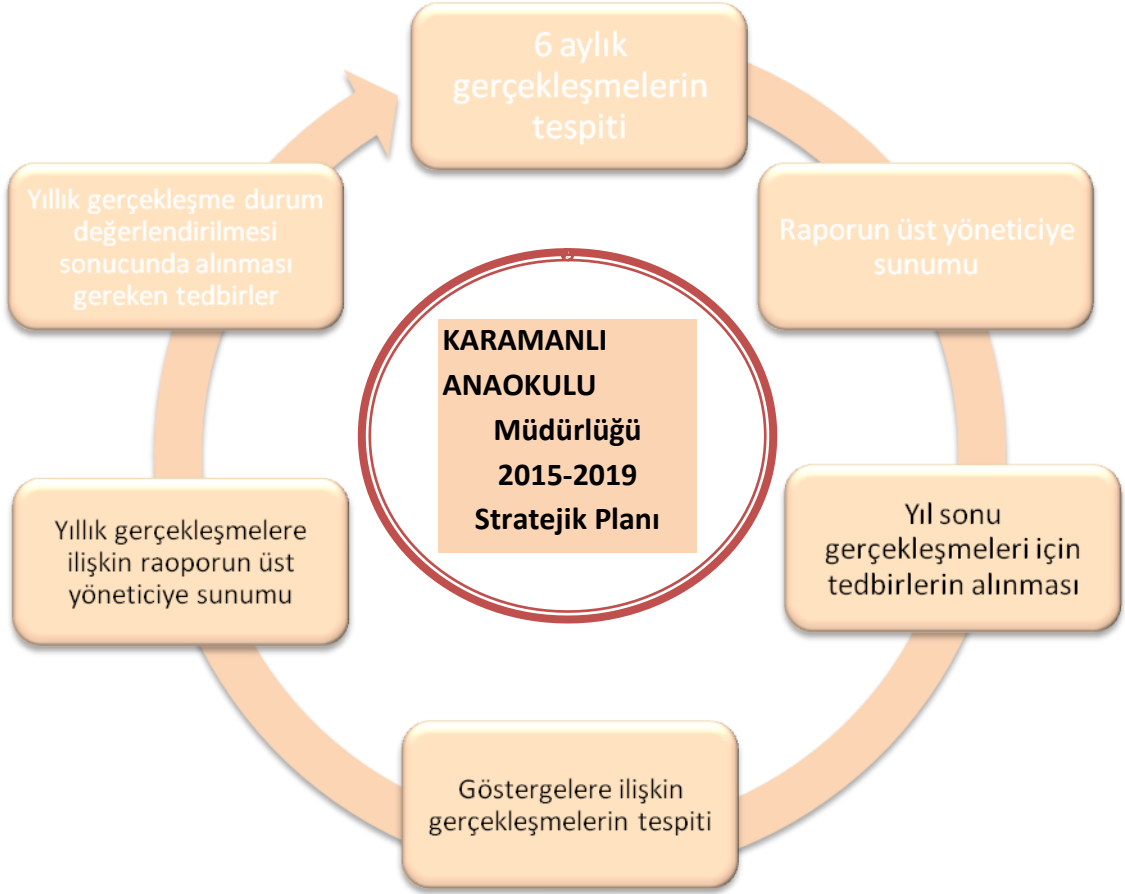 6 aylık
gerçekleşmelerin
tespiti
Raporun üst yöneticiye
sunumu
Yıl sonu
gerçekleşmeleri için
tedbirlerin alınması
Göstergelere ilişkin
gerçekleşmelerin tespiti
Yıllık gerçekleşmelere
ilişkin raoporun üst
yöneticiye sunumu
Yıllık gerçekleşme durum
değerlendirilmesi
sonucunda alınması
gereken tedbirler
KARAMANLI
ANAOKULU
Müdürlüğü
2015-2019
Stratejik Planı